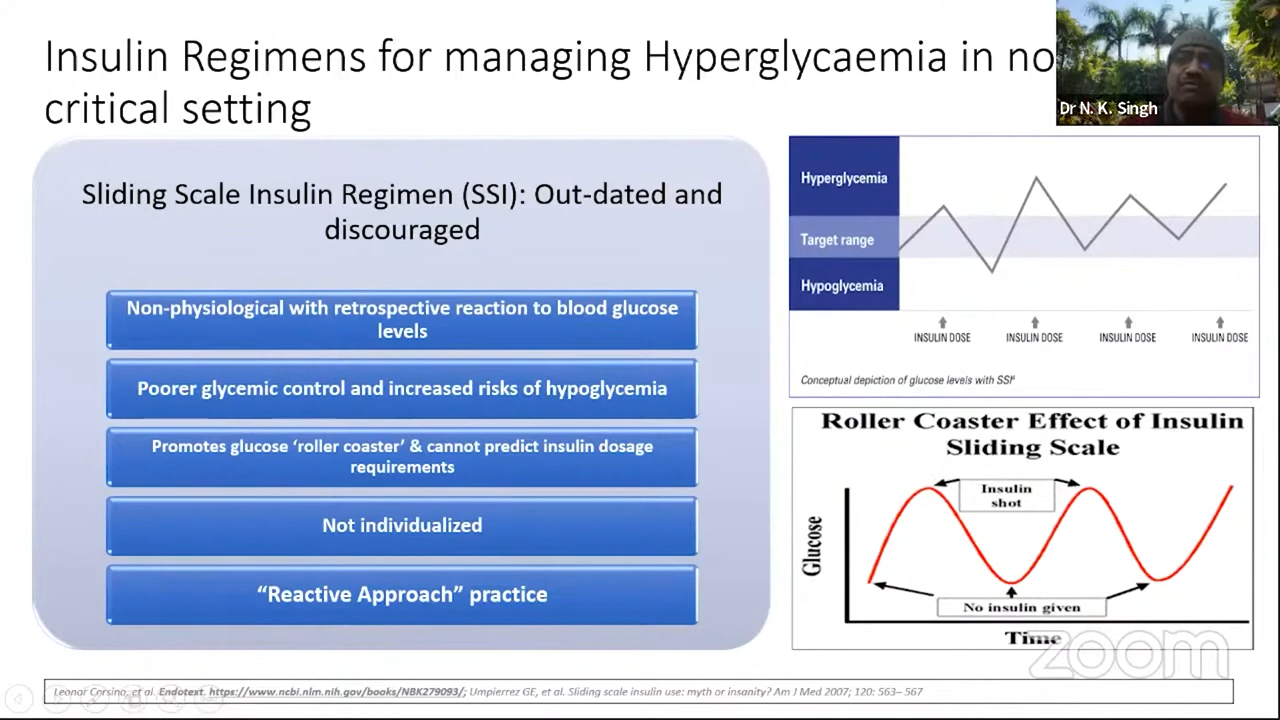 Insulin Regimens for managing Hyperglycaemia in no
critical setting
Dr N. K. Singh
Sliding Scale Insulin Regimen (SSI): Out-dated and
discouraged
Non-physiological with retrospective reaction to blood glucose
levels
Poorer glycemic control and increased risks of hypoglycemia
Promotes glucose ‘roller coaster’ & cannot predict insulin dosage
requirements
Not individualized
“Reactive Approach” practice
Hyperglycemia
Target range
Hypoglycemia
INSULIN DOSE INSULIN DOSE INSULIN DOSE INSULIN DOSE
Conceptual depiction of glucose levels with SSI⁴
Roller Coaster Effect of Insulin
Sliding Scale
Insulin
shot
Glucose
No insulin given
Time
zoom
Leonor Corsino, et al. Endotext. https://www.ncbi.nlm.nih.gov/books/NBK279093/; Umpierrez GE, et al. Sliding scale insulin use: myth or insanity? Am J Med 2007; 120: 563– 567